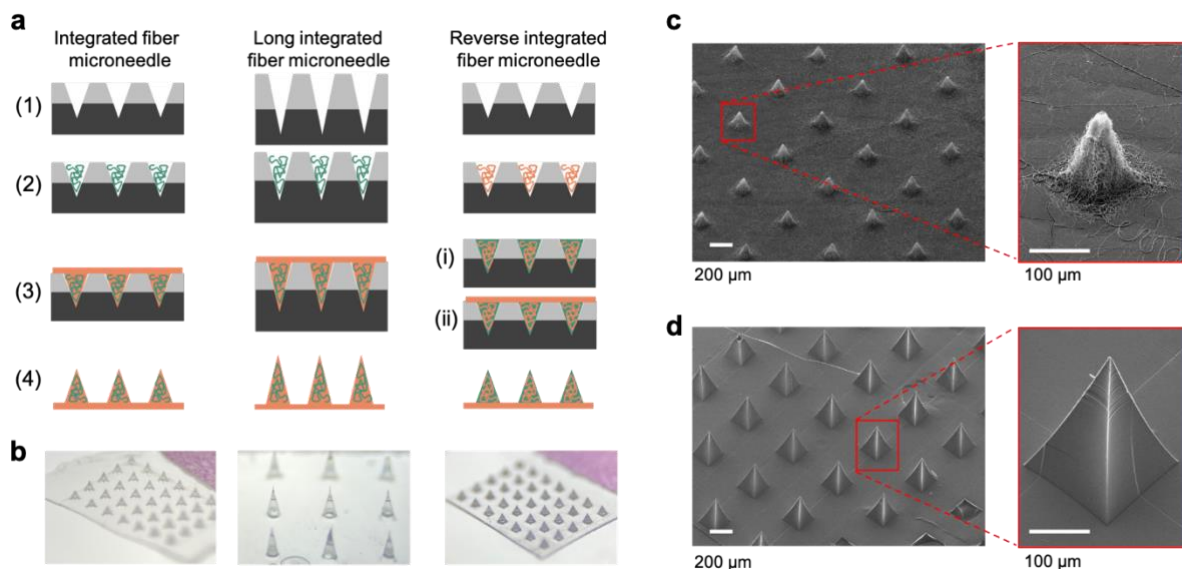 a
Integrated fiber
microneedle
Long integrated
fiber microneedle
Reverse integrated
fiber microneedle
(1)
(2)
(3)
(i)
(ii)
(4)
b
c
200 µm
100 µm
d
200 µm
100 µm